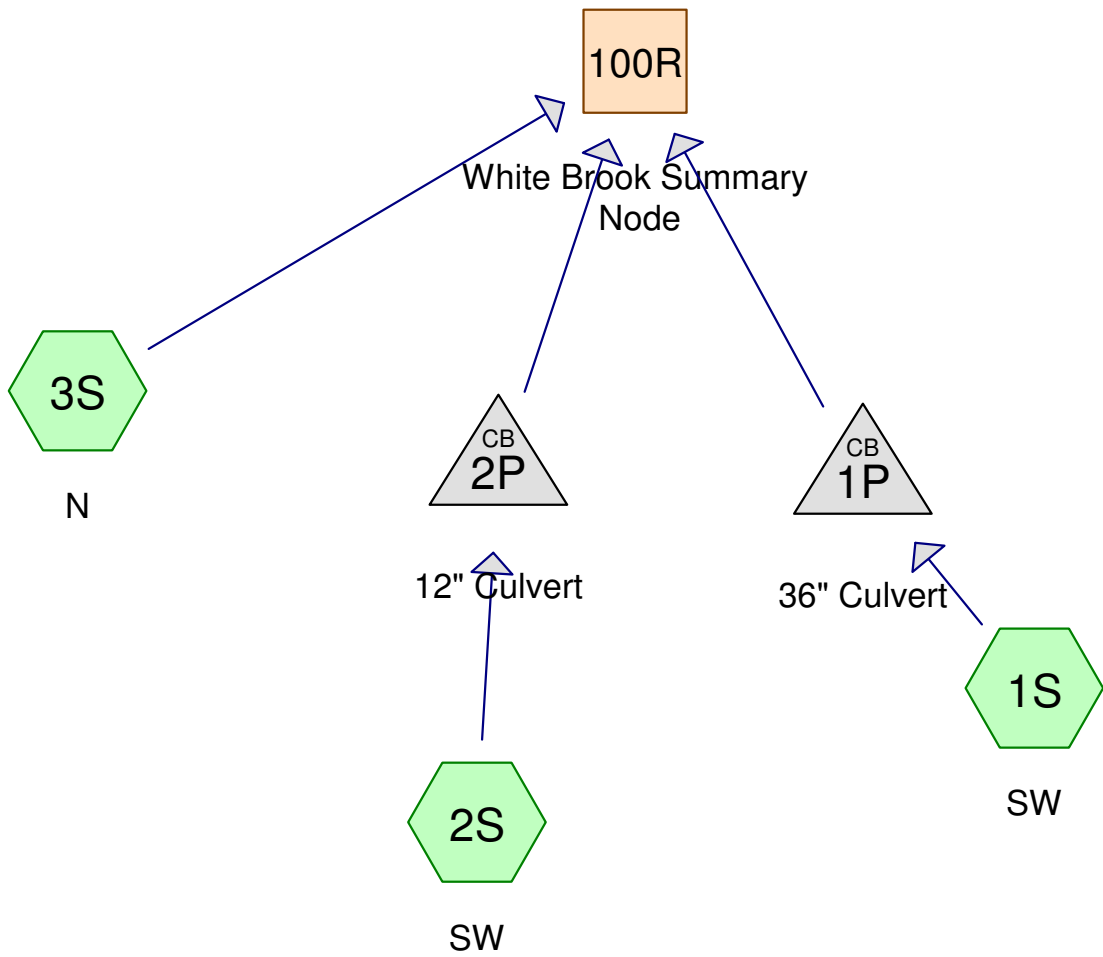 100R
White Brook Summary
Node
3S
N
CB
2P
12" Culvert
CB
1P
36" Culvert
1S
SW
2S
SW